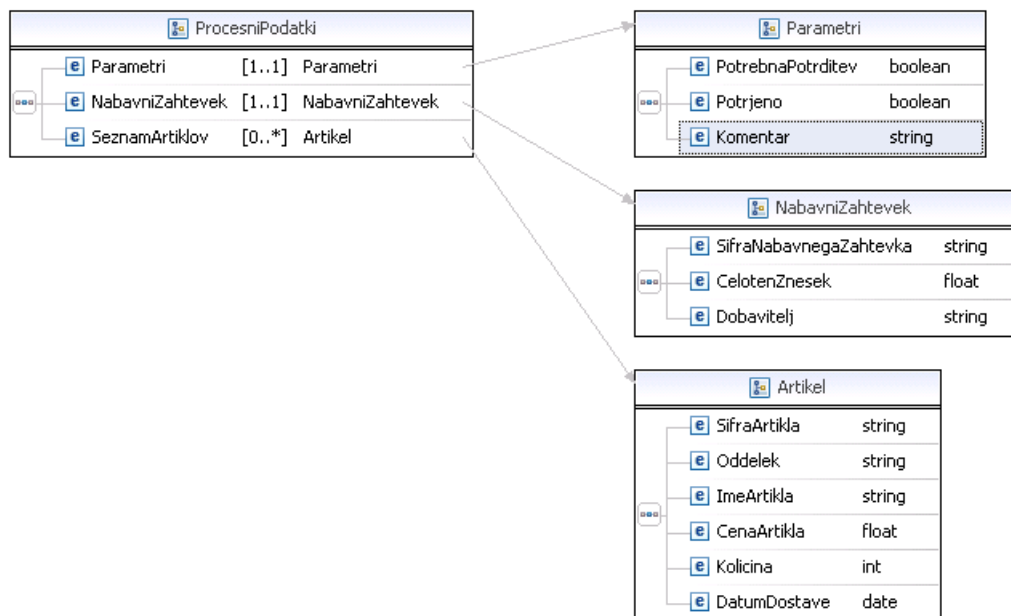 ProcesniPodatki
Parametri [1..1] Parametri
NabavniZahtevek [1..1] NabavniZahtevek
SeznamArtiklov [0..*] Artikel
Parametri
PotrebnaPotrditev boolean
Potrjeno boolean
Komentar string
NabavniZahtevek
SifraNabavnegaZahtevka string
CelotenZnesek float
Dobavitelj string
Artikel
SifraArtikla string
Oddelek string
ImeArtikla string
CenaArtikla float
Kolicina int
DatumDostave date